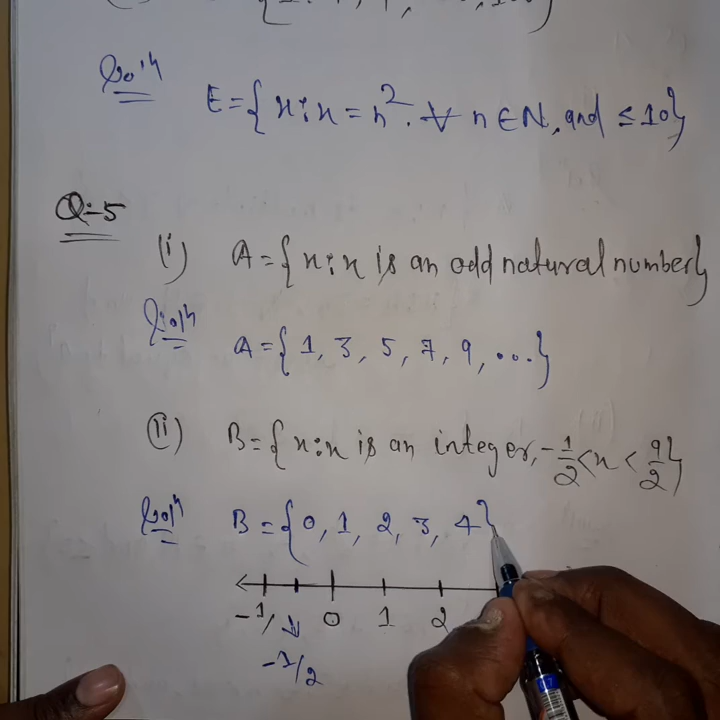 Sol'n
E={x:x=n². ∀ n∈N, and ≤10}
Q-5
(i) A={x:x is an odd natural number}
Sol'n
A={1, 3, 5, 7, 9, ...}
(ii) B={x:x is an integer, -1/2<x<9/2}
Sol'n B={0, 1, 2, 3, 4}
-1 0 1 2
-1/2